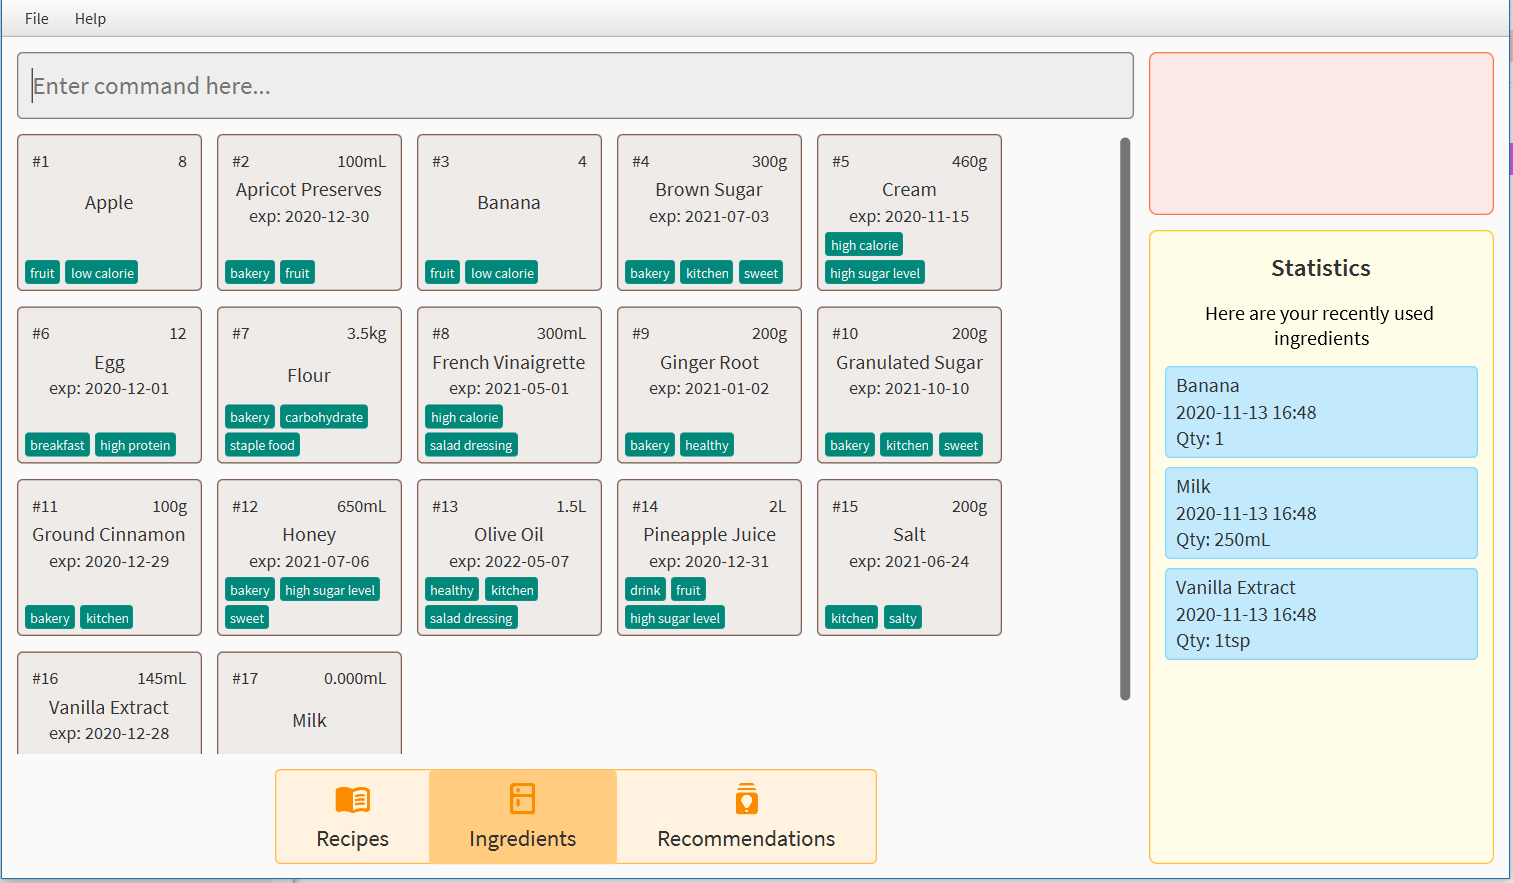 File Help
Enter command here...
#1 8
Apple
fruit low calorie
#2 100mL
Apricot Preserves
exp: 2020-12-30
bakery fruit
#3 4
Banana
fruit low calorie
#4 300g
Brown Sugar
exp: 2021-07-03
bakery kitchen sweet
#5 460g
Cream
exp: 2020-11-15
high calorie
high sugar level
#6 12
Egg
exp: 2020-12-01
breakfast high protein
#7 3.5kg
Flour
bakery carbohydrate
staple food
#8 300mL
French Vinaigrette
exp: 2021-05-01
high calorie
salad dressing
#9 200g
Ginger Root
exp: 2021-01-02
bakery healthy
#10 200g
Granulated Sugar
exp: 2021-10-10
bakery kitchen sweet
#11 100g
Ground Cinnamon
exp: 2020-12-29
bakery kitchen
#12 650mL
Honey
exp: 2021-07-06
bakery high sugar level
sweet
#13 1.5L
Olive Oil
exp: 2022-05-07
healthy kitchen
salad dressing
#14 2L
Pineapple Juice
exp: 2020-12-31
drink fruit
high sugar level
#15 200g
Salt
exp: 2021-06-24
kitchen salty
#16 145mL
Vanilla Extract
exp: 2020-12-28
#17 0.000mL
Milk
Recipes Ingredients Recommendations
Statistics
Here are your recently used
ingredients
Banana
2020-11-13 16:48
Qty: 1
Milk
2020-11-13 16:48
Qty: 250mL
Vanilla Extract
2020-11-13 16:48
Qty: 1tsp